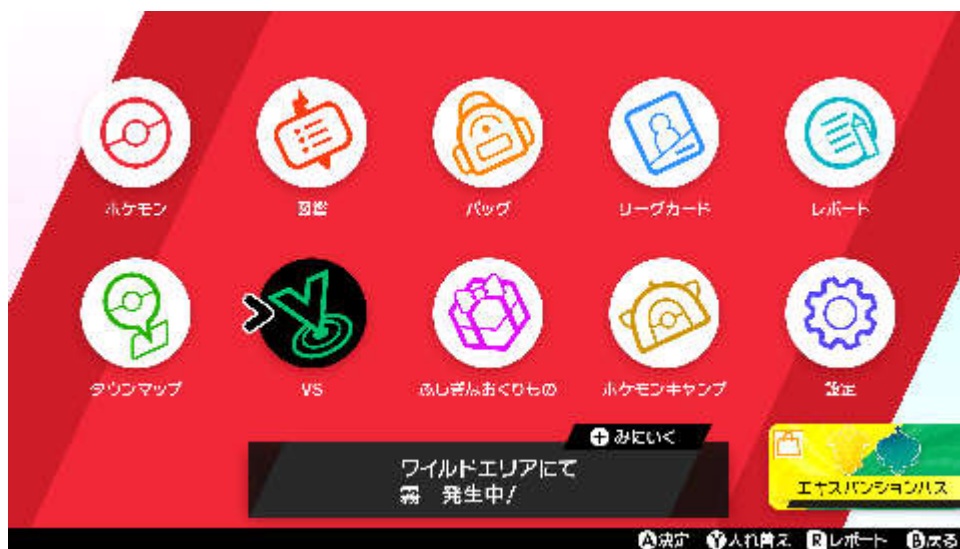 ポケモン
図鑑
バッグ
リーグカード
レポート
タウンマップ
VS
ふしぎなおくりもの
ポケモンキャンプ
設定
+ みにいく
ワイルドエリアにて
発生中!
エキスパンションパス
A 決定 Y 入れ替え R レポート B 戻る